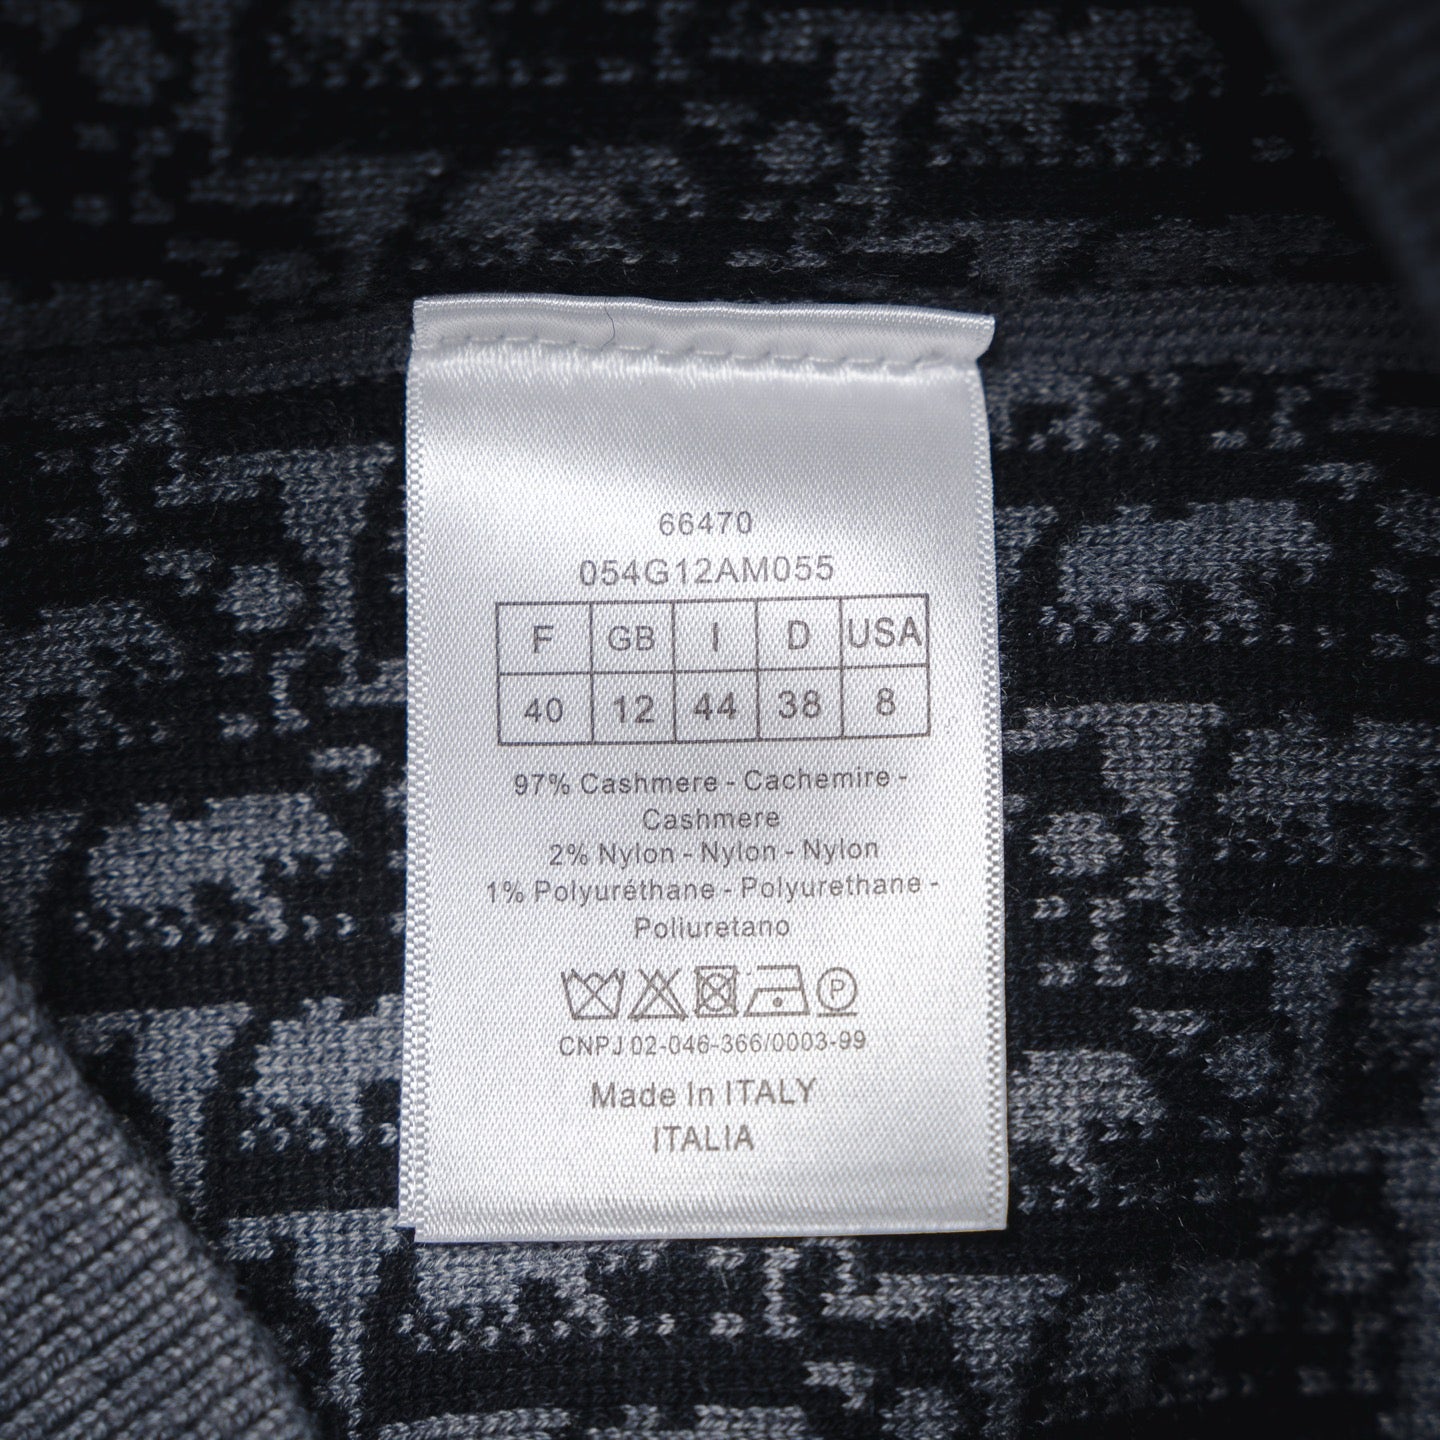 66470
054G12AM055
F GB I D USA
40 12 44 38 8
97% Cashmere - Cachemire -
Cashmere
2% Nylon - Nylon - Nylon
1% Polyuréthane - Polyurethane -
Poliuretano
P
CNPJ 02-046-366/0003-99
Made In ITALY
ITALIA